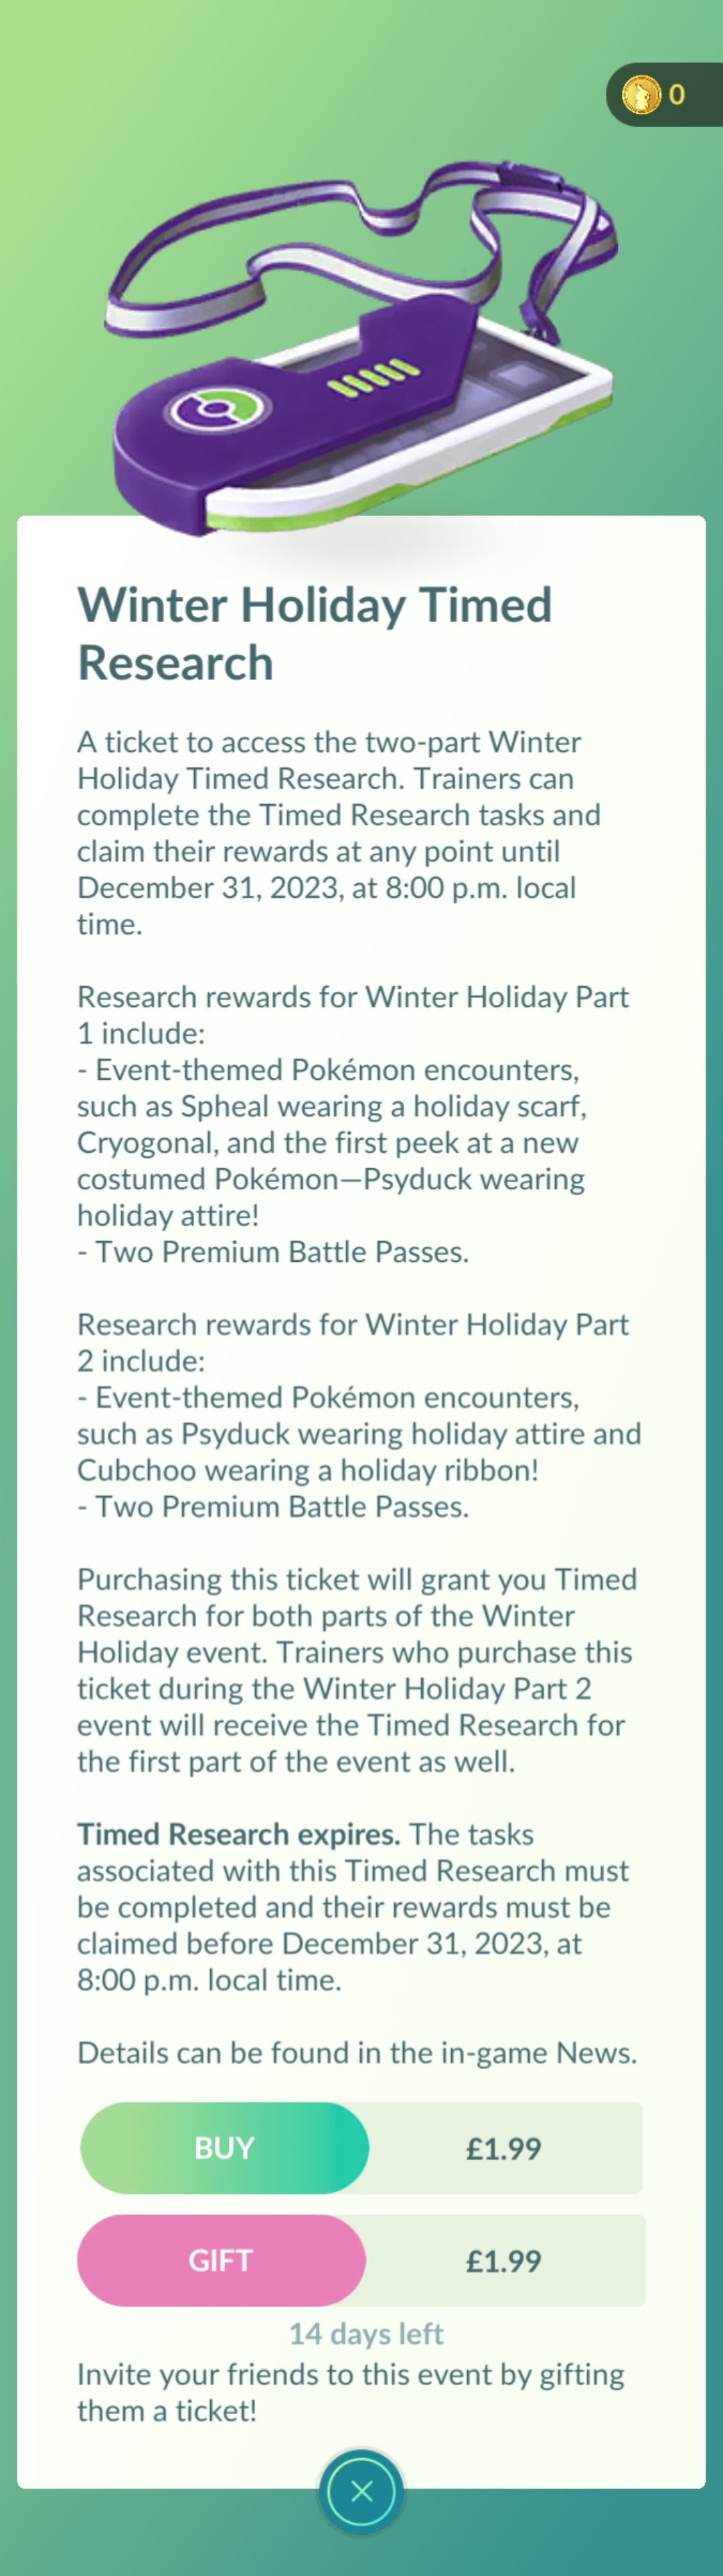 0
Winter Holiday Timed
Research
A ticket to access the two-part Winter
Holiday Timed Research. Trainers can
complete the Timed Research tasks and
claim their rewards at any point until
December 31, 2023, at 8:00 p.m. local
time.
Research rewards for Winter Holiday Part
1 include:
- Event-themed Pokémon encounters,
such as Spheal wearing a holiday scarf,
Cryogonal, and the first peek at a new
costumed Pokémon—Psyduck wearing
holiday attire!
- Two Premium Battle Passes.
Research rewards for Winter Holiday Part
2 include:
- Event-themed Pokémon encounters,
such as Psyduck wearing holiday attire and
Cubchoo wearing a holiday ribbon!
- Two Premium Battle Passes.
Purchasing this ticket will grant you Timed
Research for both parts of the Winter
Holiday event. Trainers who purchase this
ticket during the Winter Holiday Part 2
event will receive the Timed Research for
the first part of the event as well.
Timed Research expires. The tasks
associated with this Timed Research must
be completed and their rewards must be
claimed before December 31, 2023, at
8:00 p.m. local time.
Details can be found in the in-game News.
BUY £1.99
GIFT £1.99
14 days left
Invite your friends to this event by gifting
them a ticket!